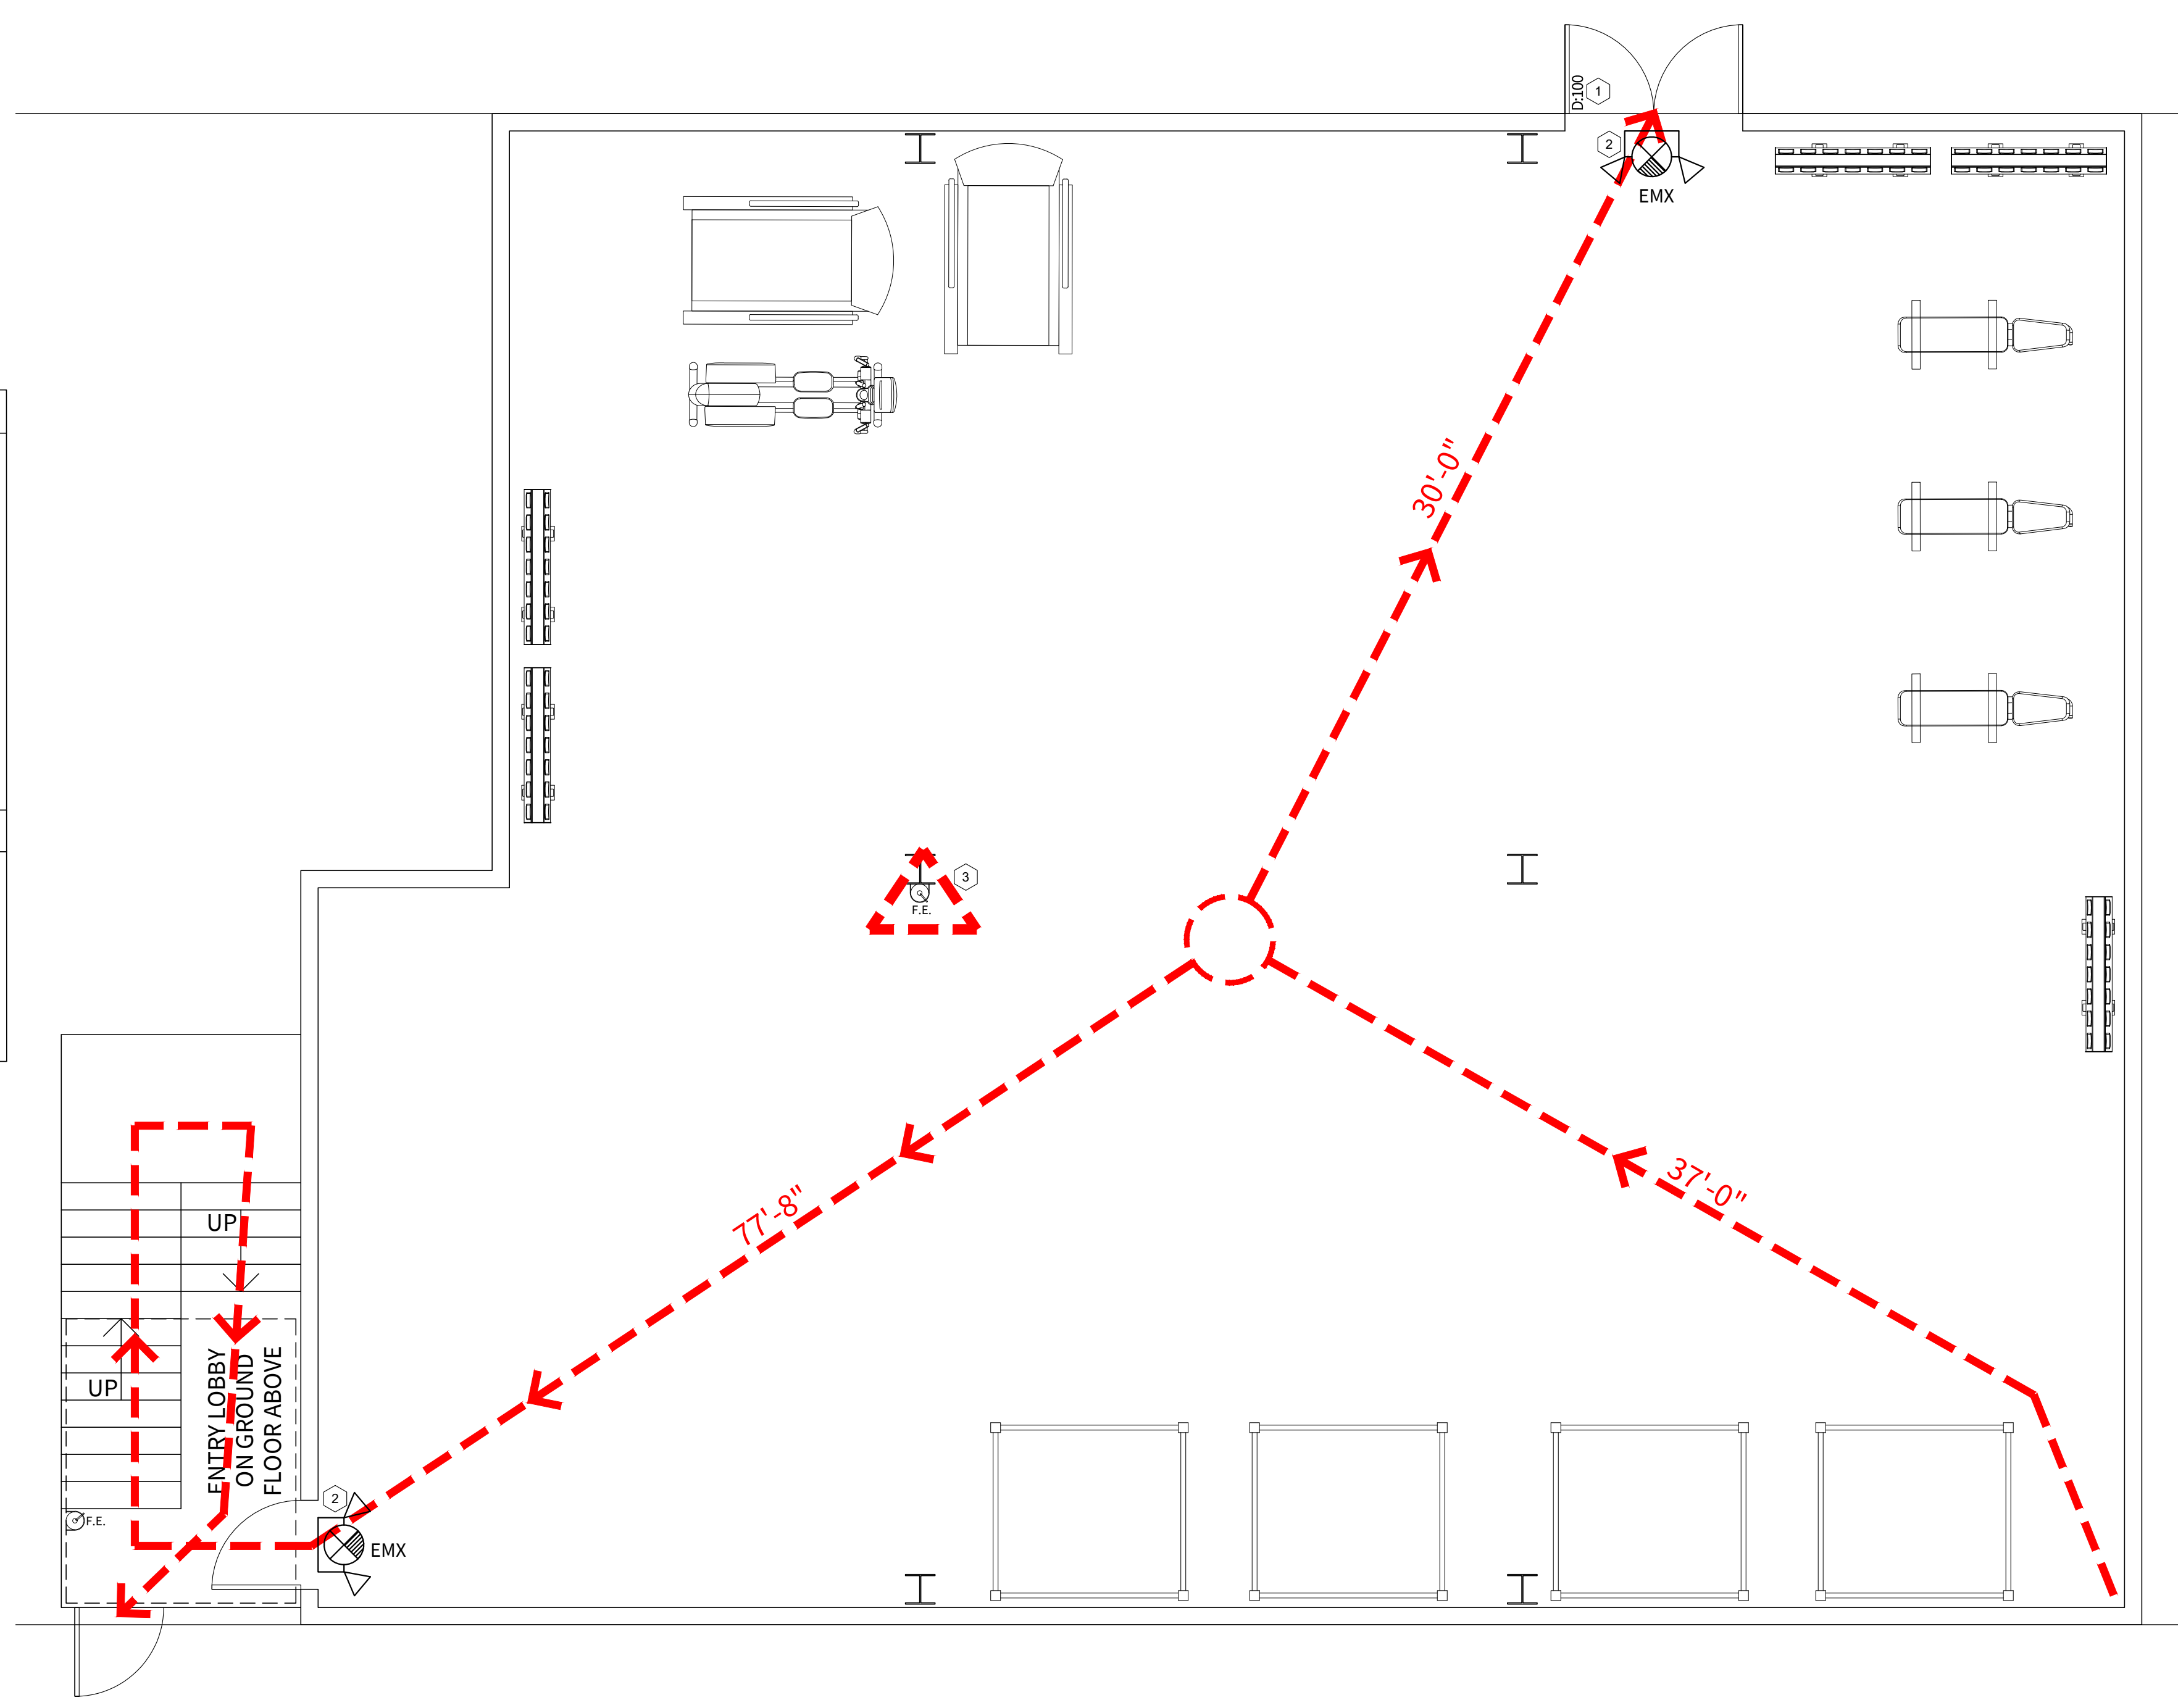 D:100
1
2
EMX
30'-0"
3
F.E.
77'-8"
37'-0"
UP
UP
ENTRY LOBBY
ON GROUND
FLOOR ABOVE
2
EMX
F.E.